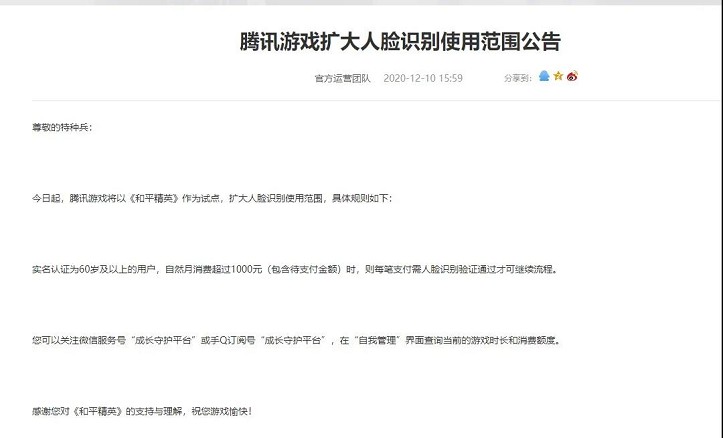 腾讯游戏扩大人脸识别使用范围公告
官方运营团队 2020-12-10 15:59 分享到：
尊敬的特种兵：
今日起，腾讯游戏将以《和平精英》作为试点，扩大人脸识别使用范围，具体规则如下：
实名认证为60岁及以上的用户，自然月消费超过1000元（包含待支付金额）时，则每笔支付需人脸识别验证通过才可继续流程。
您可以关注微信服务号“成长守护平台”或手Q订阅号“成长守护平台”，在“自我管理”界面查询当前的游戏时长和消费额度。
感谢您对《和平精英》的支持与理解，祝您游戏愉快！